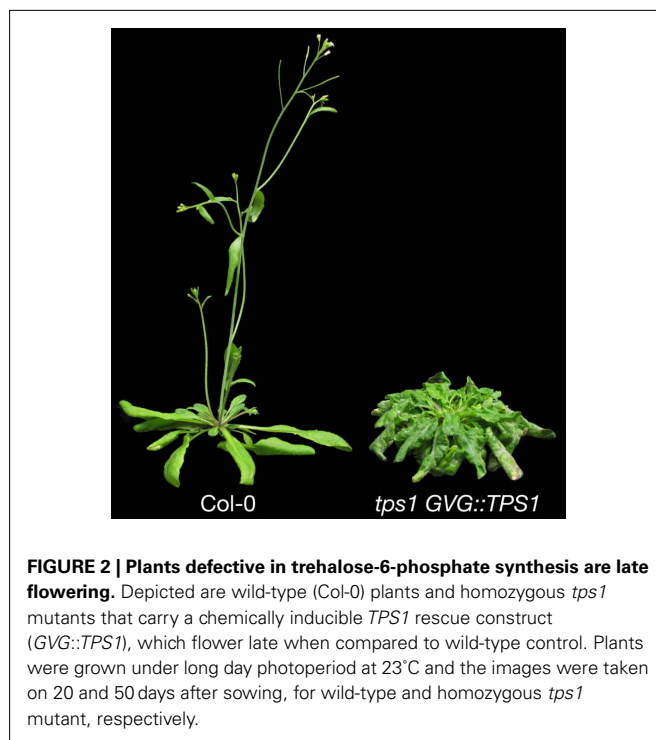 Col-0
tps1 GVG::TPS1
FIGURE 2 | Plants defective in trehalose-6-phosphate synthesis are late
flowering. Depicted are wild-type (Col-0) plants and homozygous tps1
mutants that carry a chemically inducible TPS1 rescue construct
(GVG::TPS1), which flower late when compared to wild-type control. Plants
were grown under long day photoperiod at 23˚C and the images were taken
on 20 and 50 days after sowing, for wild-type and homozygous tps1
mutant, respectively.